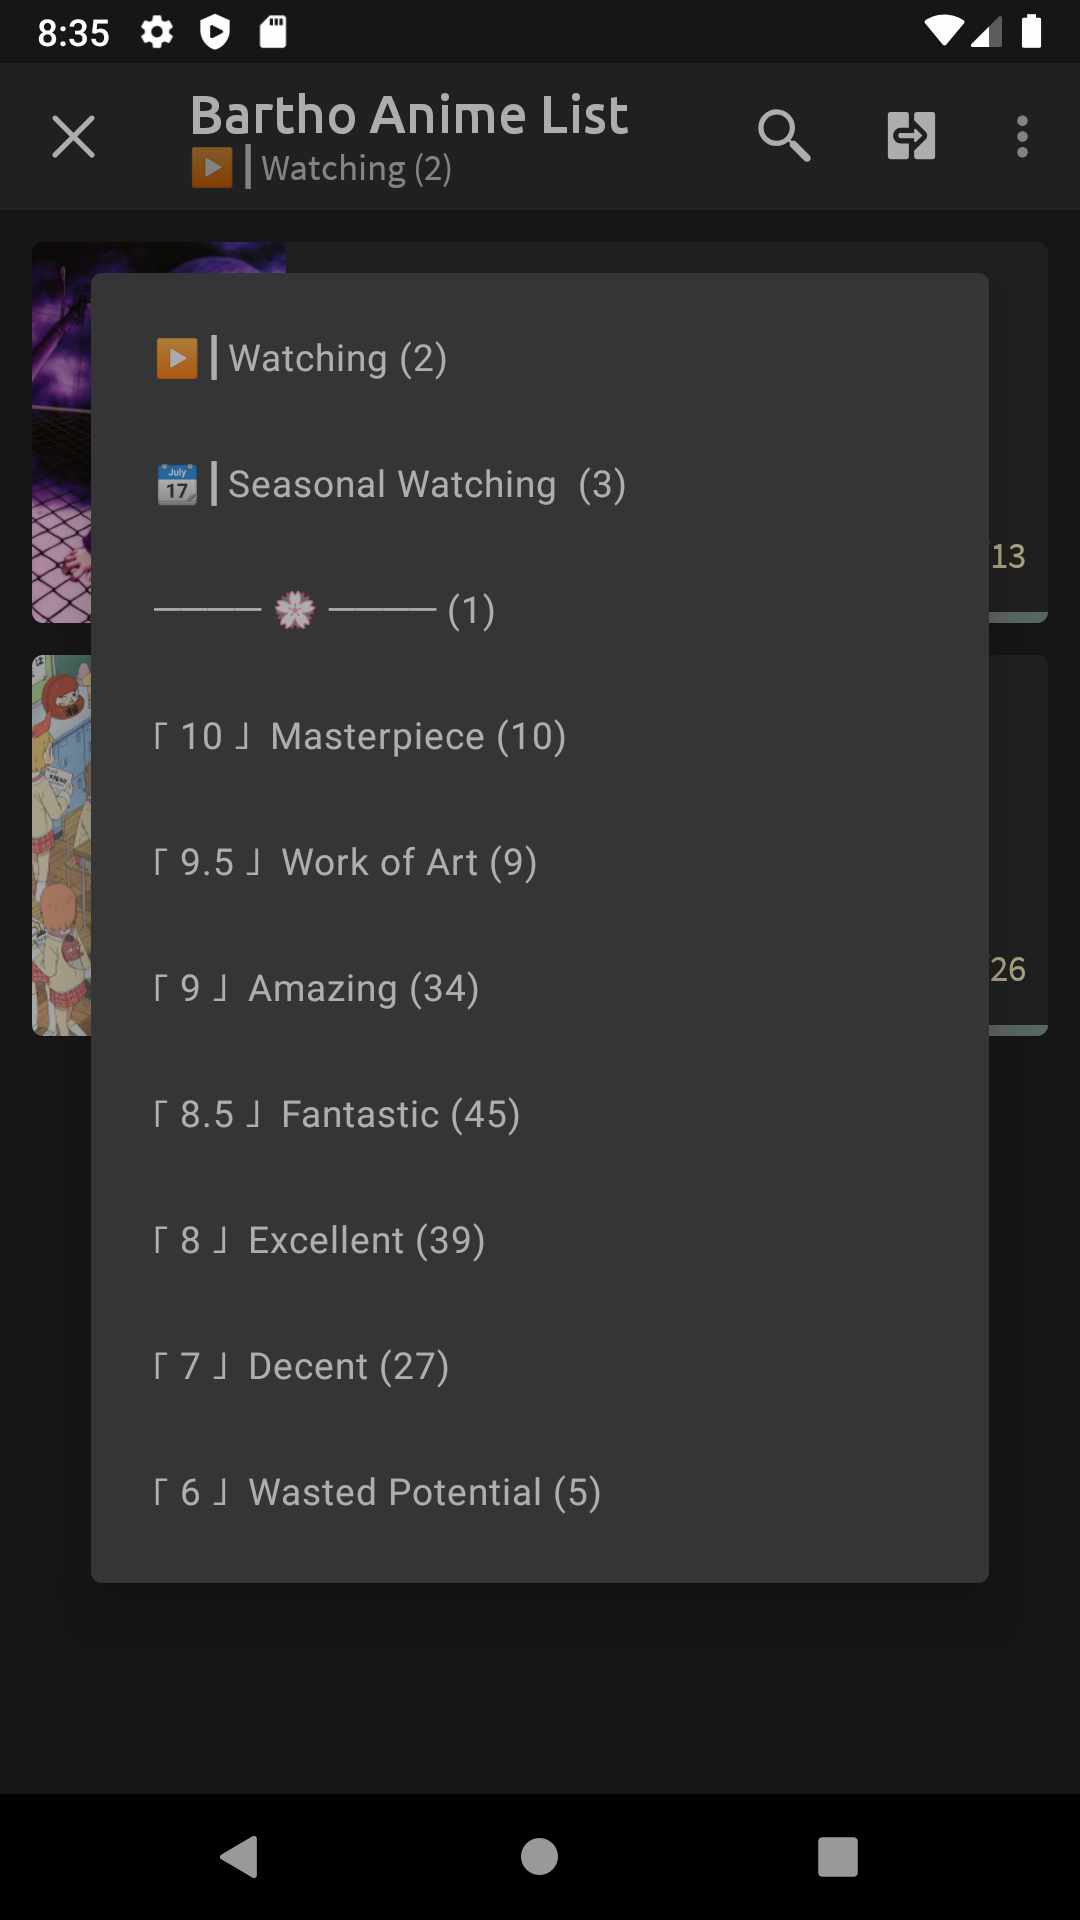 8:35
Bartho Anime List
▶️ ┃Watching (2)
▶️ ┃Watching (2)
July
17
┃Seasonal Watching  (3)
13
──── 🌸 ──── (1)
「 10 」 Masterpiece (10)
「 9.5 」 Work of Art (9)
「 9 」 Amazing (34)
26
「 8.5 」 Fantastic (45)
「 8 」 Excellent (39)
「 7 」 Decent (27)
「 6 」 Wasted Potential (5)